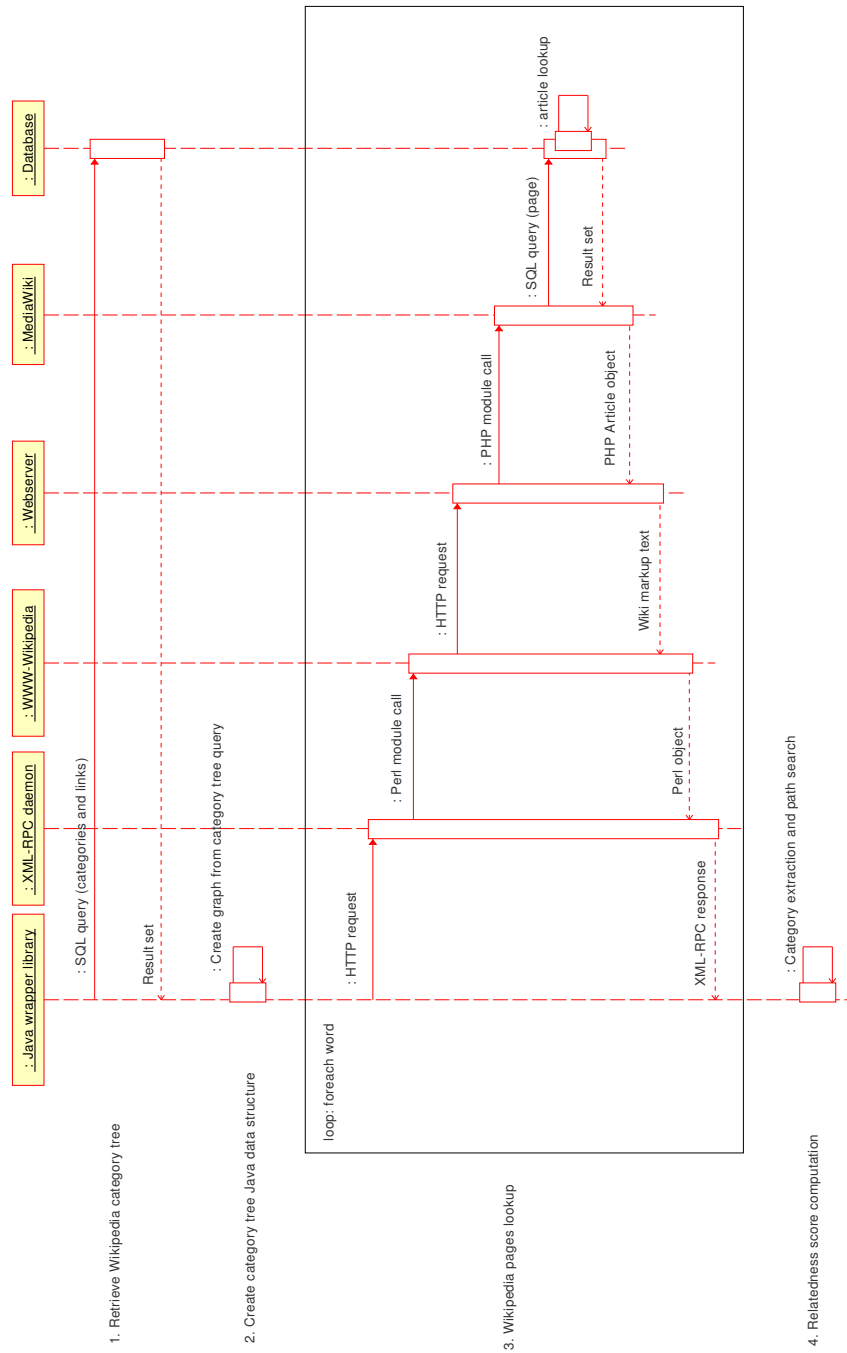 : Java wrapper library
: XML-RPC daemon
: WWW-Wikipedia
: Webserver
: MediaWiki
: Database
1. Retrieve Wikipedia category tree
: SQL query (categories and links)
Result set
2. Create category tree Java data structure
: Create graph from category tree query
loop: foreach word
3. Wikipedia pages lookup
: HTTP request
: Perl module call
: HTTP request
: PHP module call
: SQL query (page)
: article lookup
Result set
PHP Article object
Wiki markup text
Perl object
XML-RPC response
4. Relatedness score computation
: Category extraction and path search